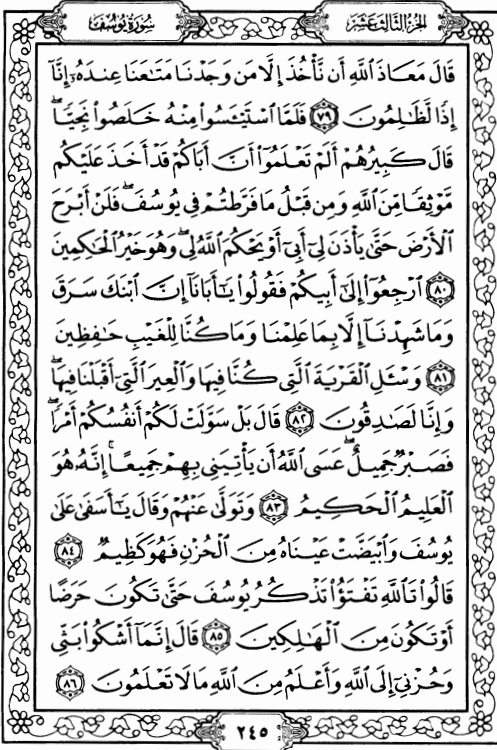 الجزء الثالث عشر
سورة يوسف
قَالَ مَعَاذَ ٱللَّهِ أَن نَّأْخُذَ إِلَّا مَن وَجَدْنَا مَتَٰعَنَا عِندَهُۥٓ إِنَّآ
إِذًا لَّظَٰلِمُونَ ٧٩ فَلَمَّا ٱسْتَيْـَٔسُوا۟ مِنْهُ خَلَصُوا۟ نَجِيًّا ۖ
قَالَ كَبِيرُهُمْ أَلَمْ تَعْلَمُوٓا۟ أَنَّ أَبَاكُمْ قَدْ أَخَذَ عَلَيْكُم
مَّوْثِقًا مِّنَ ٱللَّهِ وَمِن قَبْلُ مَا فَرَّطتُمْ فِى يُوسُفَ ۖ فَلَنْ أَبْرَحَ
ٱلْأَرْضَ حَتَّىٰ يَأْذَنَ لِىٓ أَبِىٓ أَوْ يَحْكُمَ ٱللَّهُ لِى ۖ وَهُوَ خَيْرُ ٱلْحَٰكِمِينَ
٨٠ ٱرْجِعُوٓا۟ إِلَىٰٓ أَبِيكُمْ فَقُولُوا۟ يَٰٓأَبَانَآ إِنَّ ٱبْنَكَ سَرَقَ
وَمَا شَهِدْنَآ إِلَّا بِمَا عَلِمْنَا وَمَا كُنَّا لِلْغَيْبِ حَٰفِظِينَ
٨١ وَسْـَٔلِ ٱلْقَرْيَةَ ٱلَّتِى كُنَّا فِيهَا وَٱلْعِيرَ ٱلَّتِىٓ أَقْبَلْنَا فِيهَا ۖ
وَإِنَّا لَصَٰدِقُونَ ٨٢ قَالَ بَلْ سَوَّلَتْ لَكُمْ أَنفُسُكُمْ أَمْرًا ۖ
فَصَبْرٌ جَمِيلٌ ۖ عَسَى ٱللَّهُ أَن يَأْتِيَنِى بِهِمْ جَمِيعًا ۚ إِنَّهُۥ هُوَ
ٱلْعَلِيمُ ٱلْحَكِيمُ ٨٣ وَتَوَلَّىٰ عَنْهُمْ وَقَالَ يَٰٓأَسَفَىٰ عَلَىٰ
يُوسُفَ وَٱبْيَضَّتْ عَيْنَاهُ مِنَ ٱلْحُزْنِ فَهُوَ كَظِيمٌ ٨٤
قَالُوا۟ تَٱللَّهِ تَفْتَؤُا۟ تَذْكُرُ يُوسُفَ حَتَّىٰ تَكُونَ حَرَضًا
أَوْ تَكُونَ مِنَ ٱلْهَٰلِكِينَ ٨٥ قَالَ إِنَّمَآ أَشْكُوا۟ بَثِّى
وَحُزْنِىٓ إِلَى ٱللَّهِ وَأَعْلَمُ مِنَ ٱللَّهِ مَا لَا تَعْلَمُونَ ٨٦
٢٤٥